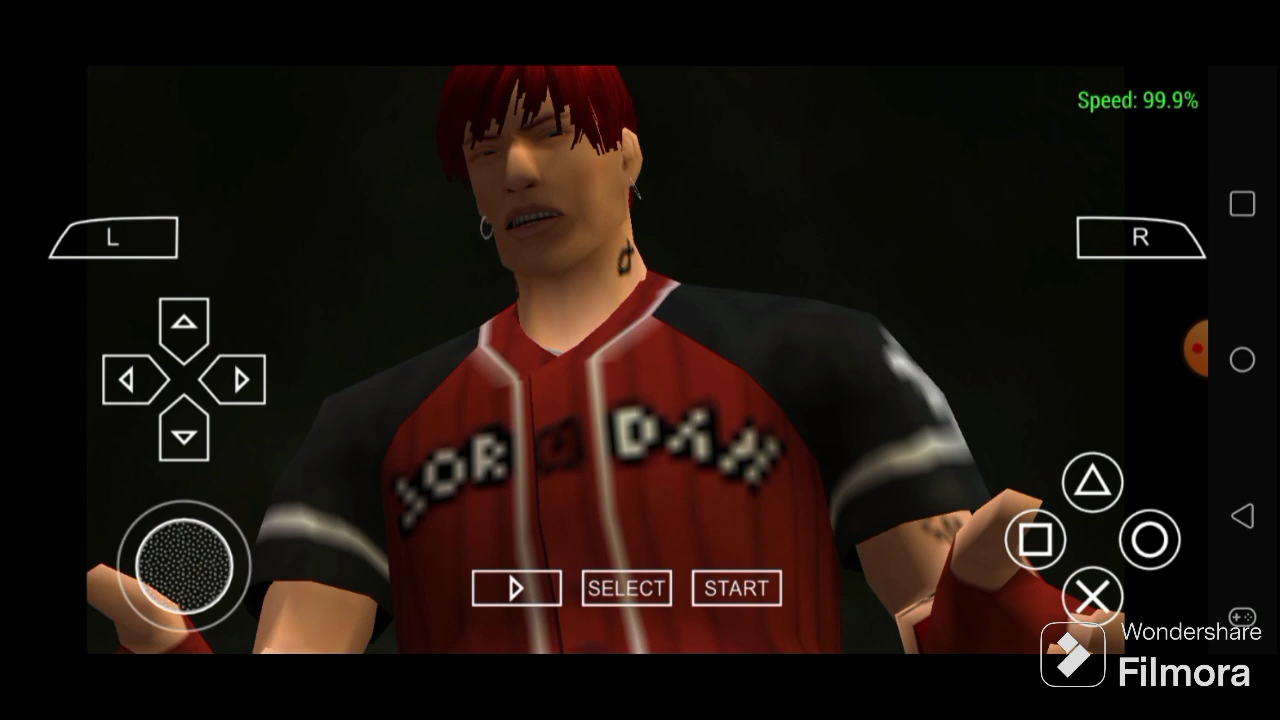 Speed: 99.9%
L
R
SELECT
START
Wondershare
Filmora